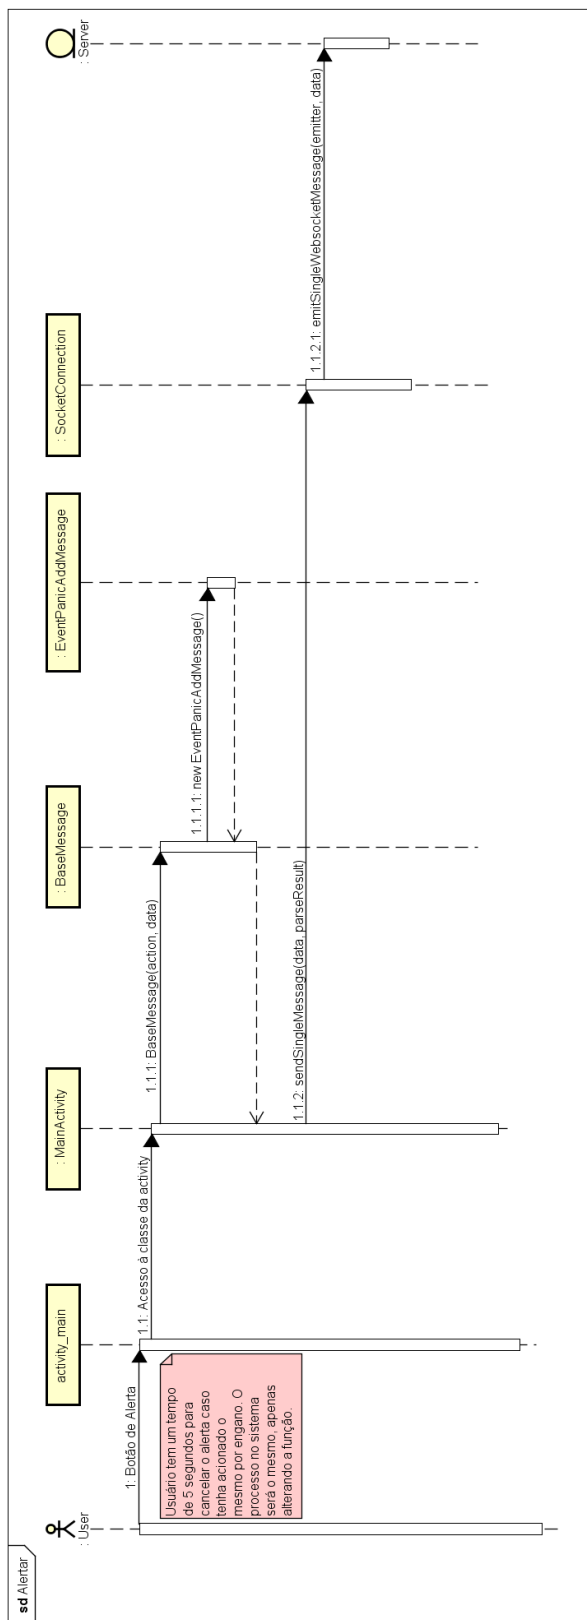 sd Alertar
: User
activity_main
: MainActivity
: BaseMessage
: EventPanicAddMessage
: SocketConnection
: Server
1: Botão de Alerta
Usuário tem um tempo
de 5 segundos para
cancelar o alerta caso
tenha acionado o
mesmo por engano. O
processo no sistema
será o mesmo, apenas
alterando a função.
1.1: Acesso à classe da activity
1.1.1: BaseMessage(action, data)
1.1.1.1: new EventPanicAddMessage()
1.1.2: sendSingleMessage(data, parseResult)
1.1.2.1: emitSingleWebsocketMessage(emitter, data)